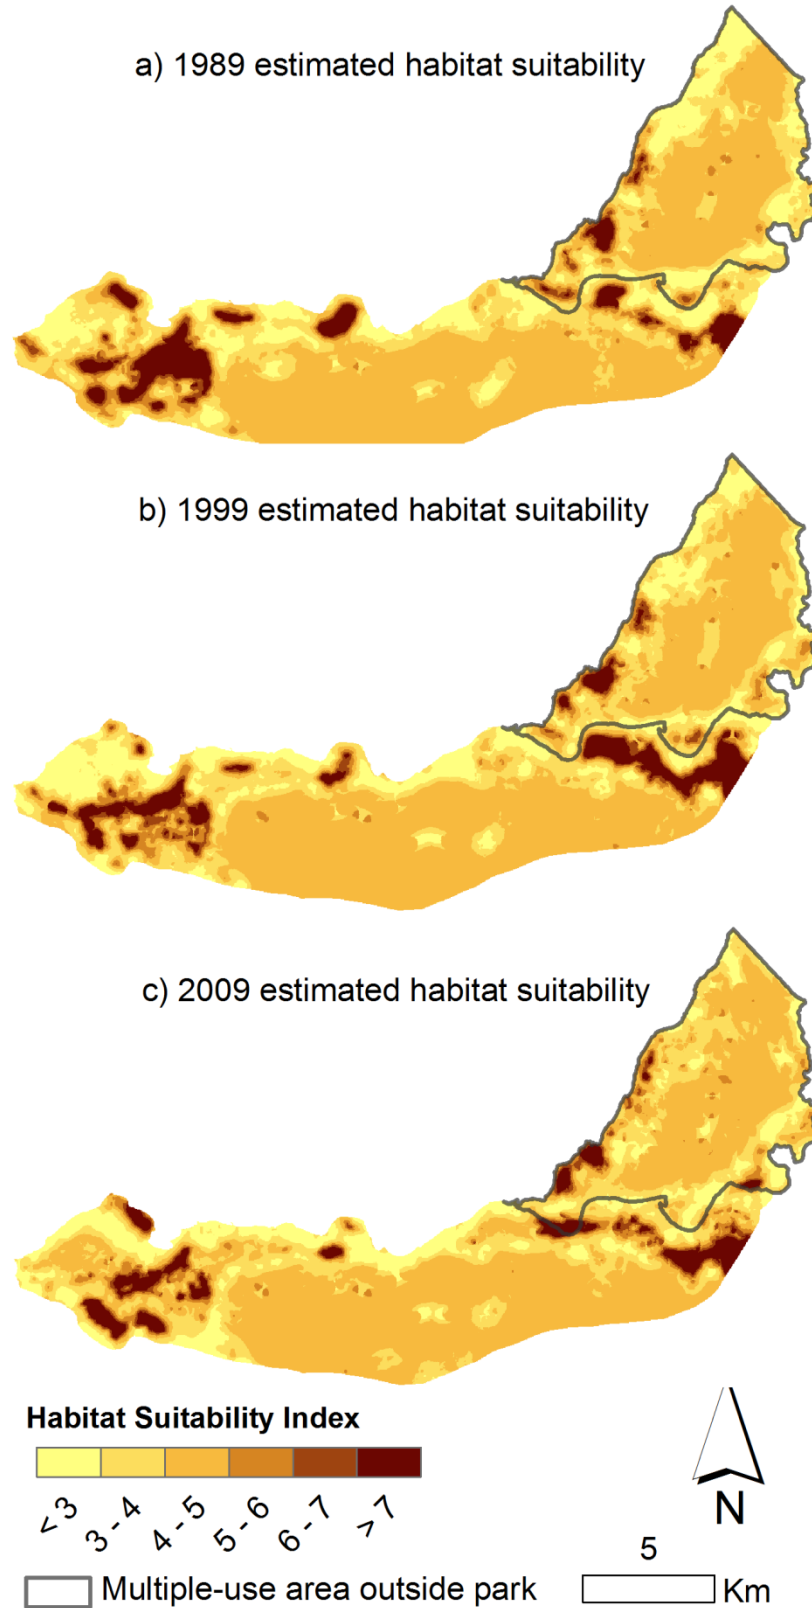 a) 1989 estimated habitat suitability
b) 1999 estimated habitat suitability
c) 2009 estimated habitat suitability
Habitat Suitability Index
< 3
3 - 4
4 - 5
5 - 6
6 - 7
> 7
N
5
Multiple-use area outside park
Km